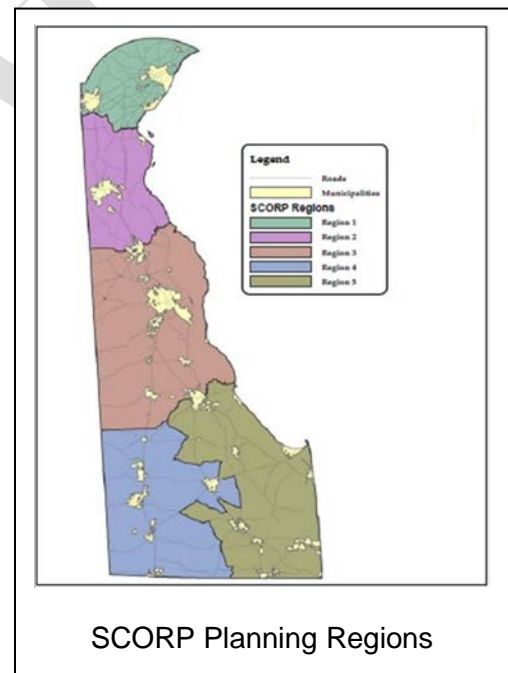 Legend
Roads
Municipalities
SCORP Regions
Region 1
Region 2
Region 3
Region 4
Region 5
SCORP Planning Regions